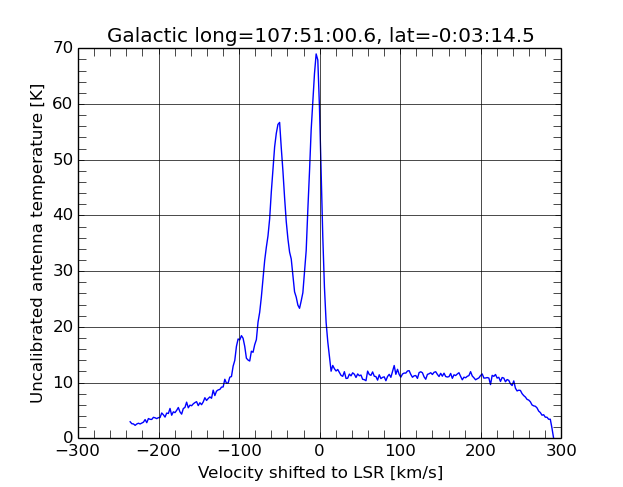 Galactic long=107:51:00.6, lat=-0:03:14.5
Uncalibrated antenna temperature [K]
70
60
50
40
30
20
10
0
−300 −200 −100 0 100 200 300
Velocity shifted to LSR [km/s]